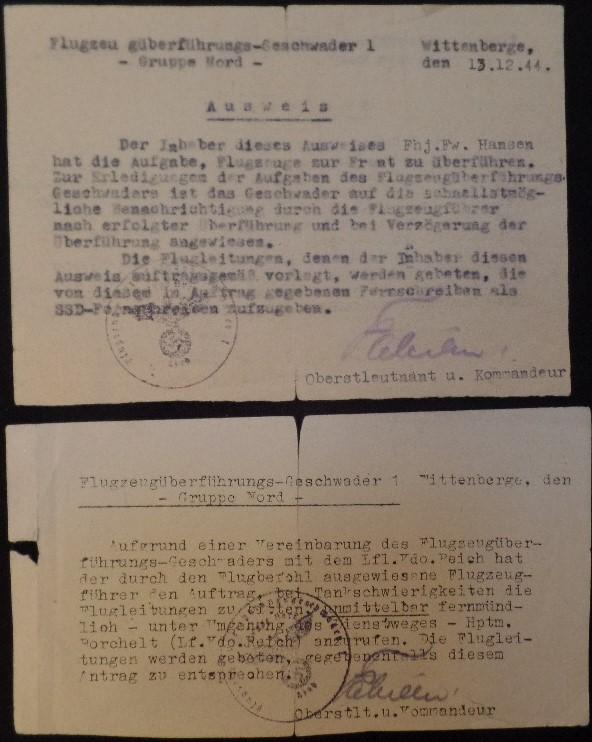 Flugzeu güberführungs-Geschwader 1 Wittenberge,
- Gruppe Nord - den 13.12.44.
A u s w e i s
Der Inhaber dieses Ausweises Fhj.Fw. Hansen
hat die Aufgabe, Flugzeuge zur Front zu überführen.
Zur Erledigungen der Aufgaben des Flugzeugüberführungs-
Geschwaders ist das Geschwader auf die schnellstmög-
liche Benachrichtigung durch die Flugzeugführer
nach erfolgter Überführung und bei Verzögerung der
Überführung angewiesen.
Die Flugleitungen, denen der Inhaber diesen
Ausweis auftragsgemäß vorlegt, werden gebeten, die
von diesem in Auftrag gegebenen Fernschreiben als
SSD-Fernschreiben aufzugeben.
Oberstleutnant u. Kommandeur
Flugzeugüberführungs-Geschwader 1 Wittenberge, den
- Gruppe Nord -
Aufgrund einer Vereinbarung des Flugzeugüber-
führungs-Geschwaders mit dem Lfl.Kdo.Reich hat
der durch den Flugbefehl ausgewiesene Flugzeug-
führer den Auftrag, bei Tankschwierigkeiten die
Flugleitungen zu bitten, unmittelbar fernmünd-
lich - unter Umgehung des Dienstweges - Hptm.
Borchelt (Lf.Kdo.Reich) anzurufen. Die Fluglei-
tungen werden gebeten, gegebenenfalls diesem
Antrag zu entsprechen.
Oberstlt.u.Kommandeur